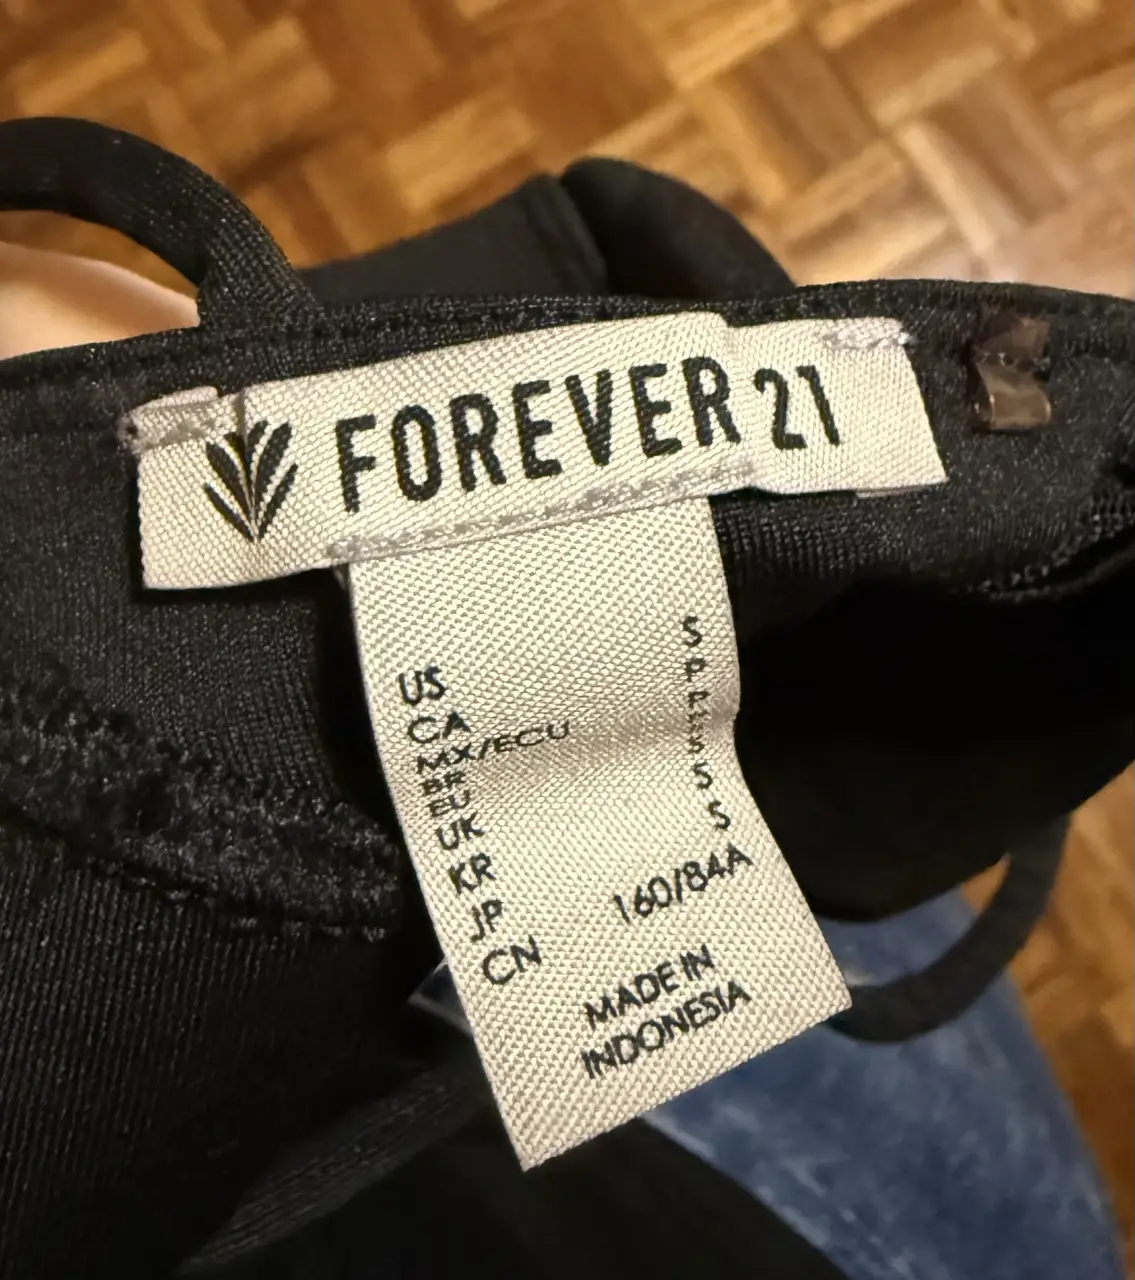 FOREVER 21
US
CA
MX/ECU
BR
EU
UK
KR
JP
CN
S
P
P
S
S
S
160/84A
MADE IN
INDONESIA